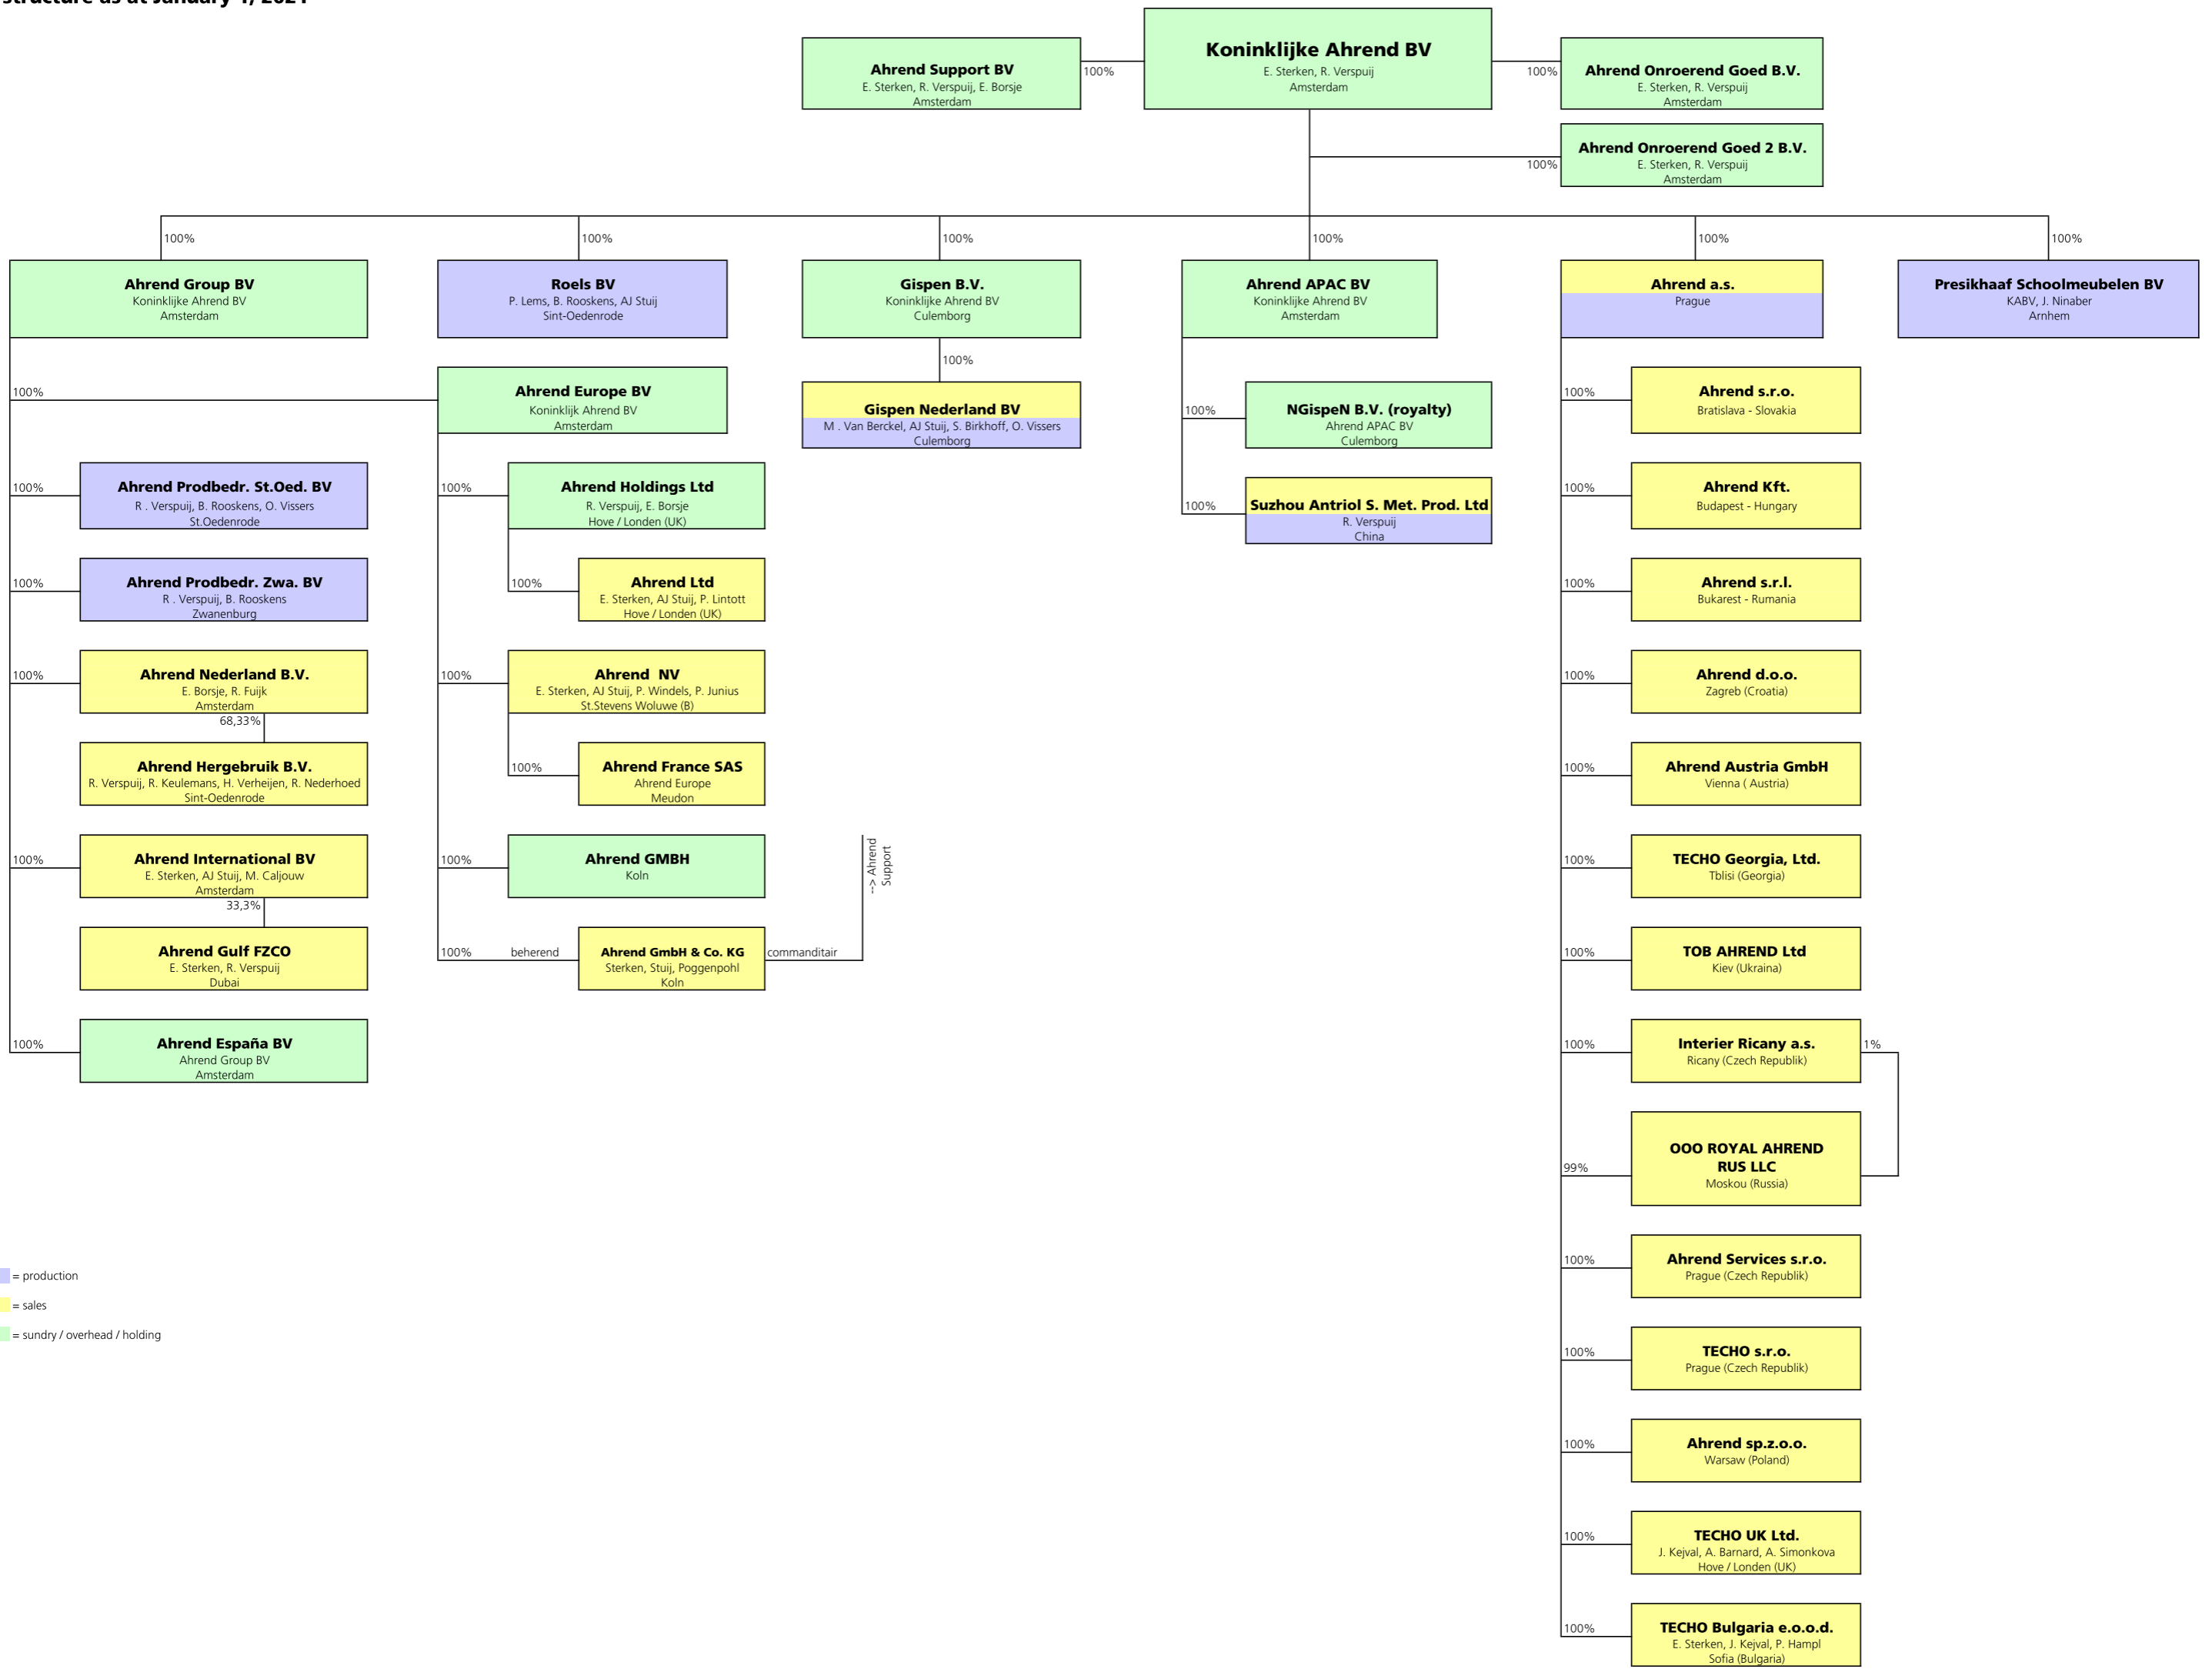 structure as at January 1, 2021
Koninklijke Ahrend BV
E. Sterken, R. Verspuij
Amsterdam
Ahrend Support BV
E. Sterken, R. Verspuij, E. Borsje
Amsterdam
100%
100%
Ahrend Onroerend Goed B.V.
E. Sterken, R. Verspuij
Amsterdam
Ahrend Onroerend Goed 2 B.V.
E. Sterken, R. Verspuij
Amsterdam
100%
100%
100%
100%
100%
100%
100%
Ahrend Group BV
Koninklijke Ahrend BV
Amsterdam
Roels BV
P. Lems, B. Rooskens, AJ Stuij
Sint-Oedenrode
Gispen B.V.
Koninklijke Ahrend BV
Culemborg
Ahrend APAC BV
Koninklijke Ahrend BV
Amsterdam
Ahrend a.s.
Prague
Presikhaaf Schoolmeubelen BV
KABV, J. Ninaber
Arnhem
100%
Ahrend Europe BV
Koninklijk Ahrend BV
Amsterdam
100%
Ahrend Prodbedr. St.Oed. BV
R . Verspuij, B. Rooskens, O. Vissers
St.Oedenrode
100%
Ahrend Prodbedr. Zwa. BV
R . Verspuij, B. Rooskens
Zwanenburg
100%
Ahrend Nederland B.V.
E. Borsje, R. Fuijk
Amsterdam
68,33%
Ahrend Hergebruik B.V.
R. Verspuij, R. Keulemans, H. Verheijen, R. Nederhoed
Sint-Oedenrode
100%
Ahrend International BV
E. Sterken, AJ Stuij, M. Caljouw
Amsterdam
33,3%
Ahrend Gulf FZCO
E. Sterken, R. Verspuij
Dubai
100%
Ahrend España BV
Ahrend Group BV
Amsterdam
100%
Ahrend Holdings Ltd
R. Verspuij, E. Borsje
Hove / Londen (UK)
100%
Ahrend Ltd
E. Sterken, AJ Stuij, P. Lintott
Hove / Londen (UK)
100%
Ahrend  NV
E. Sterken, AJ Stuij, P. Windels, P. Junius
St.Stevens Woluwe (B)
100%
Ahrend France SAS
Ahrend Europe
Meudon
100%
Ahrend GMBH
Koln
100%
beherend
Ahrend GmbH & Co. KG
Sterken, Stuij, Poggenpohl
Koln
commanditair
--> Ahrend
Support
100%
Gispen Nederland BV
M . Van Berckel, AJ Stuij, S. Birkhoff, O. Vissers
Culemborg
100%
NGispeN B.V. (royalty)
Ahrend APAC BV
Culemborg
100%
Suzhou Antriol S. Met. Prod. Ltd
R. Verspuij
China
100%
Ahrend s.r.o.
Bratislava - Slovakia
100%
Ahrend Kft.
Budapest - Hungary
100%
Ahrend s.r.l.
Bukarest - Rumania
100%
Ahrend d.o.o.
Zagreb (Croatia)
100%
Ahrend Austria GmbH
Vienna ( Austria)
100%
TECHO Georgia, Ltd.
Tblisi (Georgia)
100%
TOB AHREND Ltd
Kiev (Ukraina)
100%
Interier Ricany a.s.
Ricany (Czech Republik)
1%
99%
OOO ROYAL AHREND
RUS LLC
Moskou (Russia)
100%
Ahrend Services s.r.o.
Prague (Czech Republik)
100%
TECHO s.r.o.
Prague (Czech Republik)
100%
Ahrend sp.z.o.o.
Warsaw (Poland)
100%
TECHO UK Ltd.
J. Kejval, A. Barnard, A. Simonkova
Hove / Londen (UK)
100%
TECHO Bulgaria e.o.o.d.
E. Sterken, J. Kejval, P. Hampl
Sofia (Bulgaria)
= production
= sales
= sundry / overhead / holding